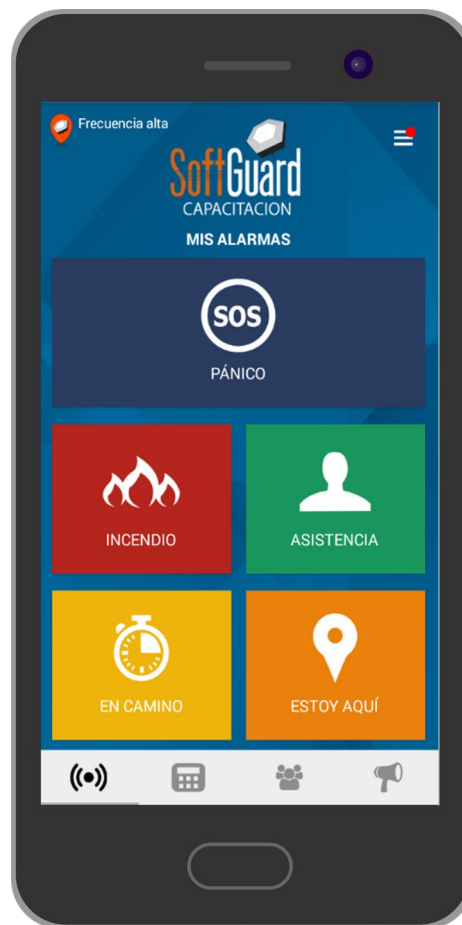 Frecuencia alta
SoftGuard
CAPACITACION
MIS ALARMAS
SOS
PÁNICO
INCENDIO
ASISTENCIA
EN CAMINO
ESTOY AQUÍ